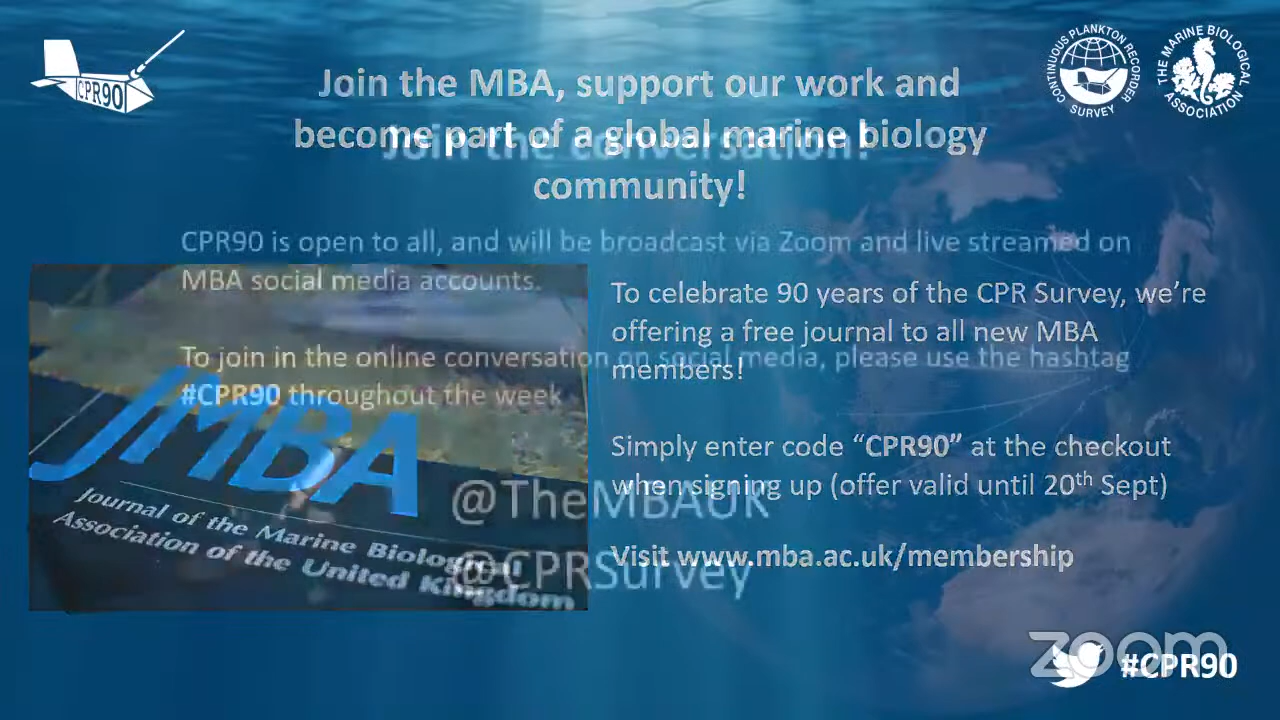 CPR90
CONTINUOUS PLANKTON RECORDER
SURVEY
THE MARINE BIOLOGICAL
ASSOCIATION
Join the MBA, support our work and
become part of a global marine biology
community!
Join the conversation!
CPR90 is open to all, and will be broadcast via Zoom and live streamed on
MBA social media accounts.
To join in the online conversation on social media, please use the hashtag
#CPR90 throughout the week
@TheMBAUK
@CPRSurvey
JMBA
Journal of the Marine Biological
Association of the United Kingdom
To celebrate 90 years of the CPR Survey, we're
offering a free journal to all new MBA
members!
Simply enter code “CPR90” at the checkout
when signing up (offer valid until 20th Sept)
Visit www.mba.ac.uk/membership
zoom
#CPR90